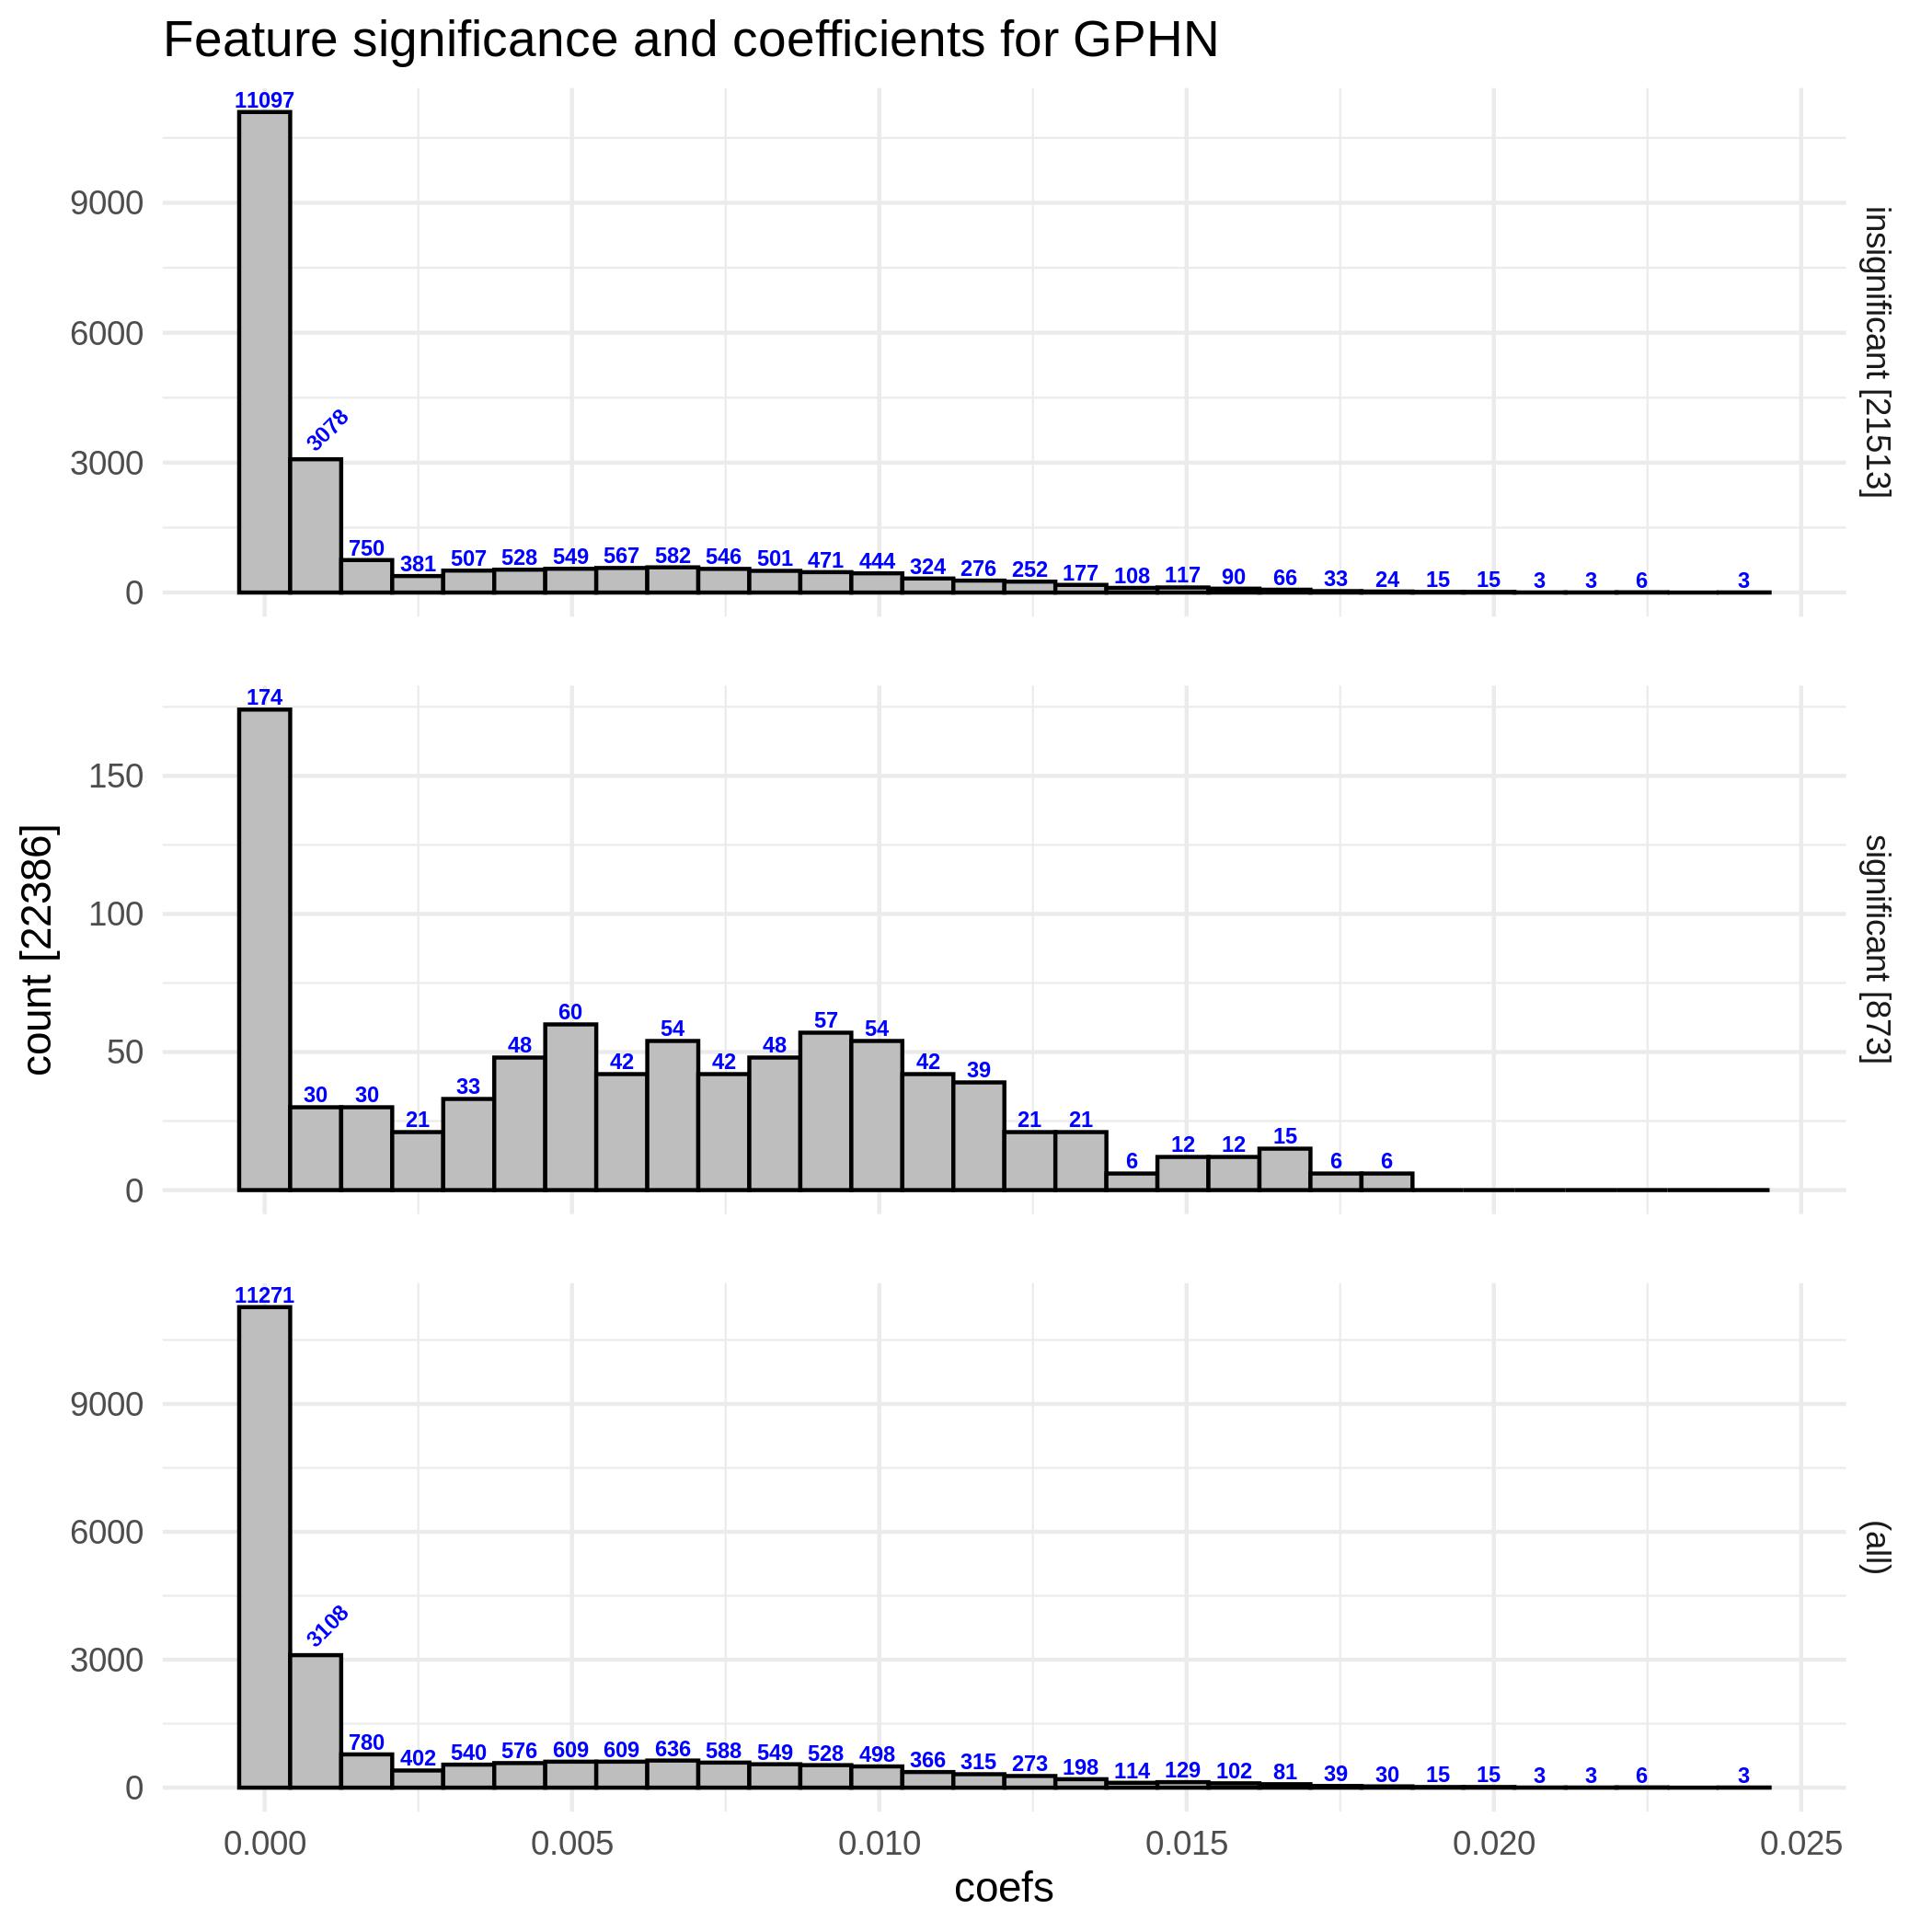 Feature significance and coefficients for GPHN
11097
9000
6000
3000
0
3078
750 381 507 528 549 567 582 546 501 471 444 324 276 252 177 108 117 90 66 33 24 15 15 3 3 6 3
insignificant [21513]
count [22386]
174
150
100
50
0
30 30 21 33 48 60 42 54 42 48 57 54 42 39 21 21 6 12 12 15 6 6
significant [873]
11271
9000
6000
3000
0
3108
780 402 540 576 609 609 636 588 549 528 498 366 315 273 198 114 129 102 81 39 30 15 15 3 3 6 3
(all)
0.000 0.005 0.010 0.015 0.020 0.025
coefs